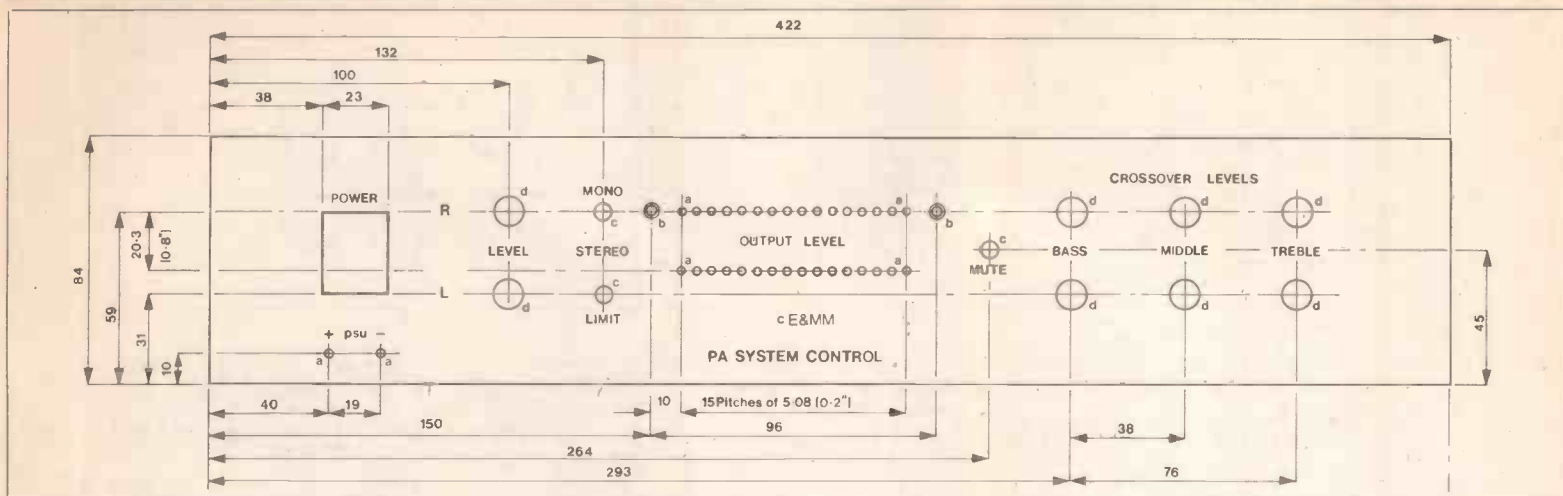 422
132
100
38 23
CROSSOVER LEVELS
POWER R d MONO a a d d d
c b b
20·3 (0·8")
84
59
LEVEL STEREO OUTPUT LEVEL c BASS MIDDLE TREBLE
MUTE
a a
L d c d d d
31
LIMIT c E&MM
45
+ psu −
10 a a PA SYSTEM CONTROL
40 19 10 15 Pitches of 5·08 (0·2")
150 96 38
264
293 76